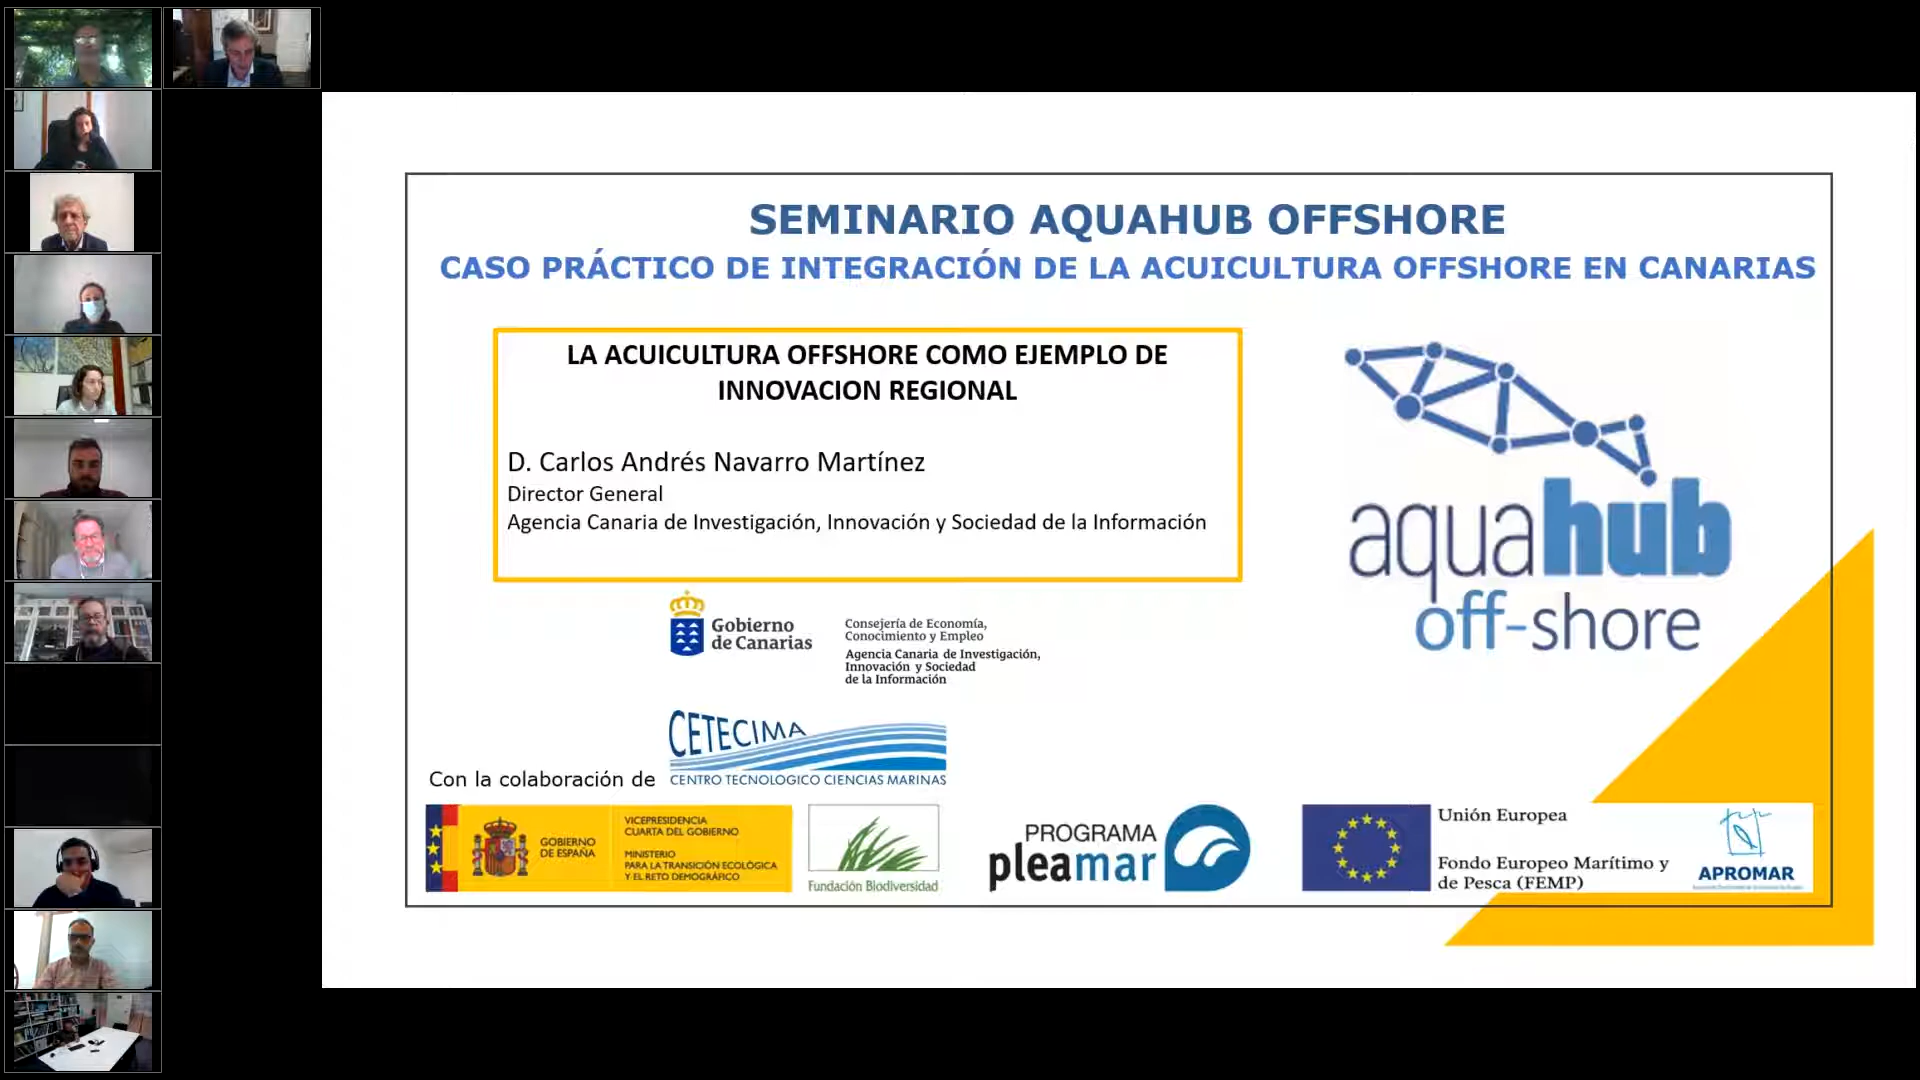 SEMINARIO AQUAHUB OFFSHORE
CASO PRÁCTICO DE INTEGRACIÓN DE LA ACUICULTURA OFFSHORE EN CANARIAS
LA ACUICULTURA OFFSHORE COMO EJEMPLO DE
INNOVACION REGIONAL
D. Carlos Andrés Navarro Martínez
Director General
Agencia Canaria de Investigación, Innovación y Sociedad de la Información
aquahub
off-shore
Gobierno
de Canarias
Consejería de Economía,
Conocimiento y Empleo
Agencia Canaria de Investigación,
Innovación y Sociedad
de la Información
CETECIMA
CENTRO TECNOLOGICO CIENCIAS MARINAS
Con la colaboración de
GOBIERNO
DE ESPAÑA
VICEPRESIDENCIA
CUARTA DEL GOBIERNO
MINISTERIO
PARA LA TRANSICIÓN ECOLÓGICA
Y EL RETO DEMOGRÁFICO
Fundación Biodiversidad
PROGRAMA
pleamar
Unión Europea
Fondo Europeo Marítimo y
de Pesca (FEMP)
APROMAR